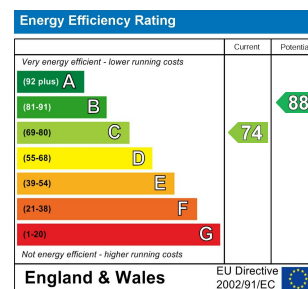 Energy Efficiency Rating
Current Potentia
Very energy efficient - lower running costs
(92 plus) A
(81-91) B 88
(69-80) C 74
(55-68) D
(39-54) E
(21-38) F
(1-20) G
Not energy efficient - higher running costs
England & Wales
EU Directive
2002/91/EC